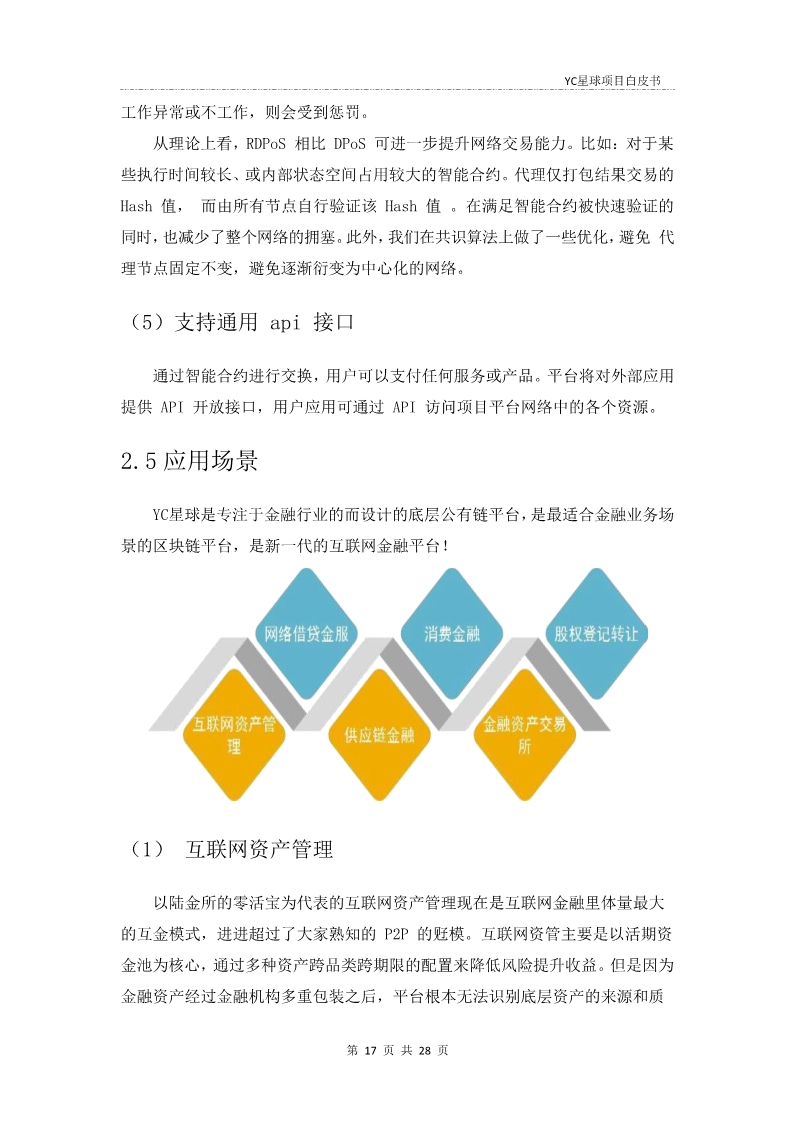 YC星球项目白皮书
工作异常或不工作，则会受到惩罚。
从理论上看，RDPoS 相比 DPoS 可进一步提升网络交易能力。比如：对于某
些执行时间较长、或内部状态空间占用较大的智能合约。代理仅打包结果交易的
Hash 值， 而由所有节点自行验证该 Hash 值 。在满足智能合约被快速验证的
同时，也减少了整个网络的拥塞。此外，我们在共识算法上做了一些优化，避免 代
理节点固定不变，避免逐渐衍变为中心化的网络。
（5）支持通用 api 接口
通过智能合约进行交换，用户可以支付任何服务或产品。平台将对外部应用
提供 API 开放接口，用户应用可通过 API 访问项目平台网络中的各个资源。
2.5 应用场景
YC星球是专注于金融行业的而设计的底层公有链平台，是最适合金融业务场
景的区块链平台，是新一代的互联网金融平台！
网络借贷金服
消费金融
股权登记转让
互联网资产管
理
供应链金融
金融资产交易
所
（1） 互联网资产管理
以陆金所的零活宝为代表的互联网资产管理现在是互联网金融里体量最大
的互金模式，进进超过了大家熟知的 P2P 的觃模。互联网资管主要是以活期资
金池为核心，通过多种资产跨品类跨期限的配置来降低风险提升收益。但是因为
金融资产经过金融机构多重包装之后，平台根本无法识别底层资产的来源和质
第 17 页 共 28 页